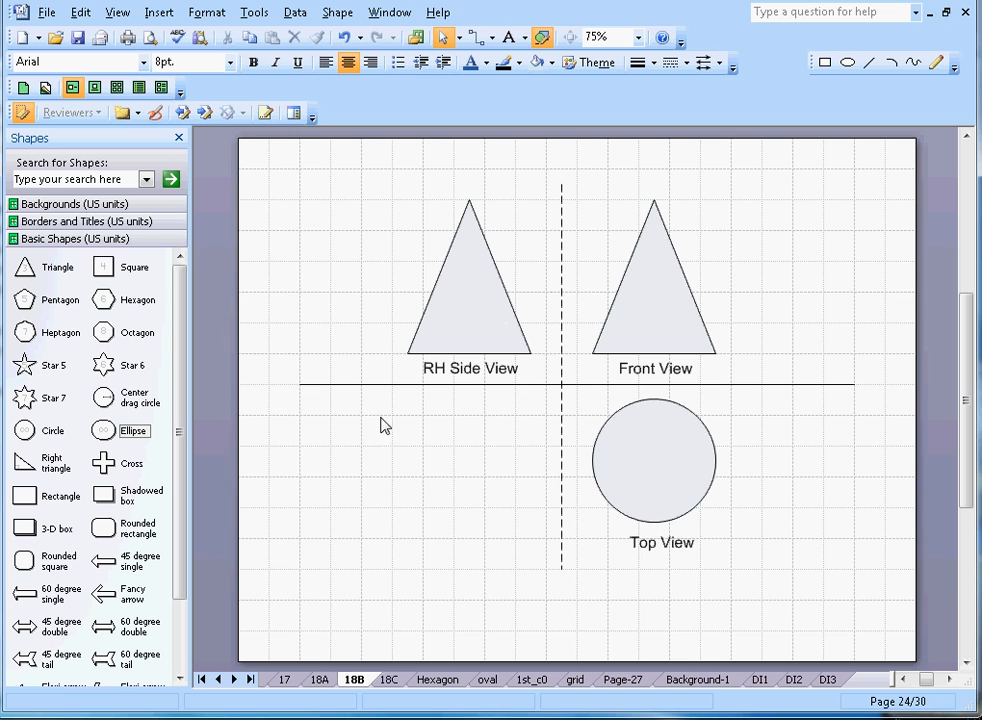 File Edit View Insert Format Tools Data Shape Window Help Type a question for help
75%
Arial 8pt. B I U Theme
Reviewers
Shapes
Search for Shapes:
Type your search here
Backgrounds (US units)
Borders and Titles (US units)
Basic Shapes (US units)
Triangle Square
Pentagon Hexagon
Heptagon Octagon
Star 5 Star 6
Star 7 Center drag circle
Circle Ellipse
Right triangle Cross
Rectangle Shadowed box
3-D box Rounded rectangle
Rounded square 45 degree single
60 degree single Fancy arrow
45 degree double 60 degree double
45 degree tail 60 degree tail
RH Side View Front View
Top View
17 18A 18B 18C Hexagon oval 1st_c0 grid Page-27 Background-1 DI1 DI2 DI3
Page 24/30